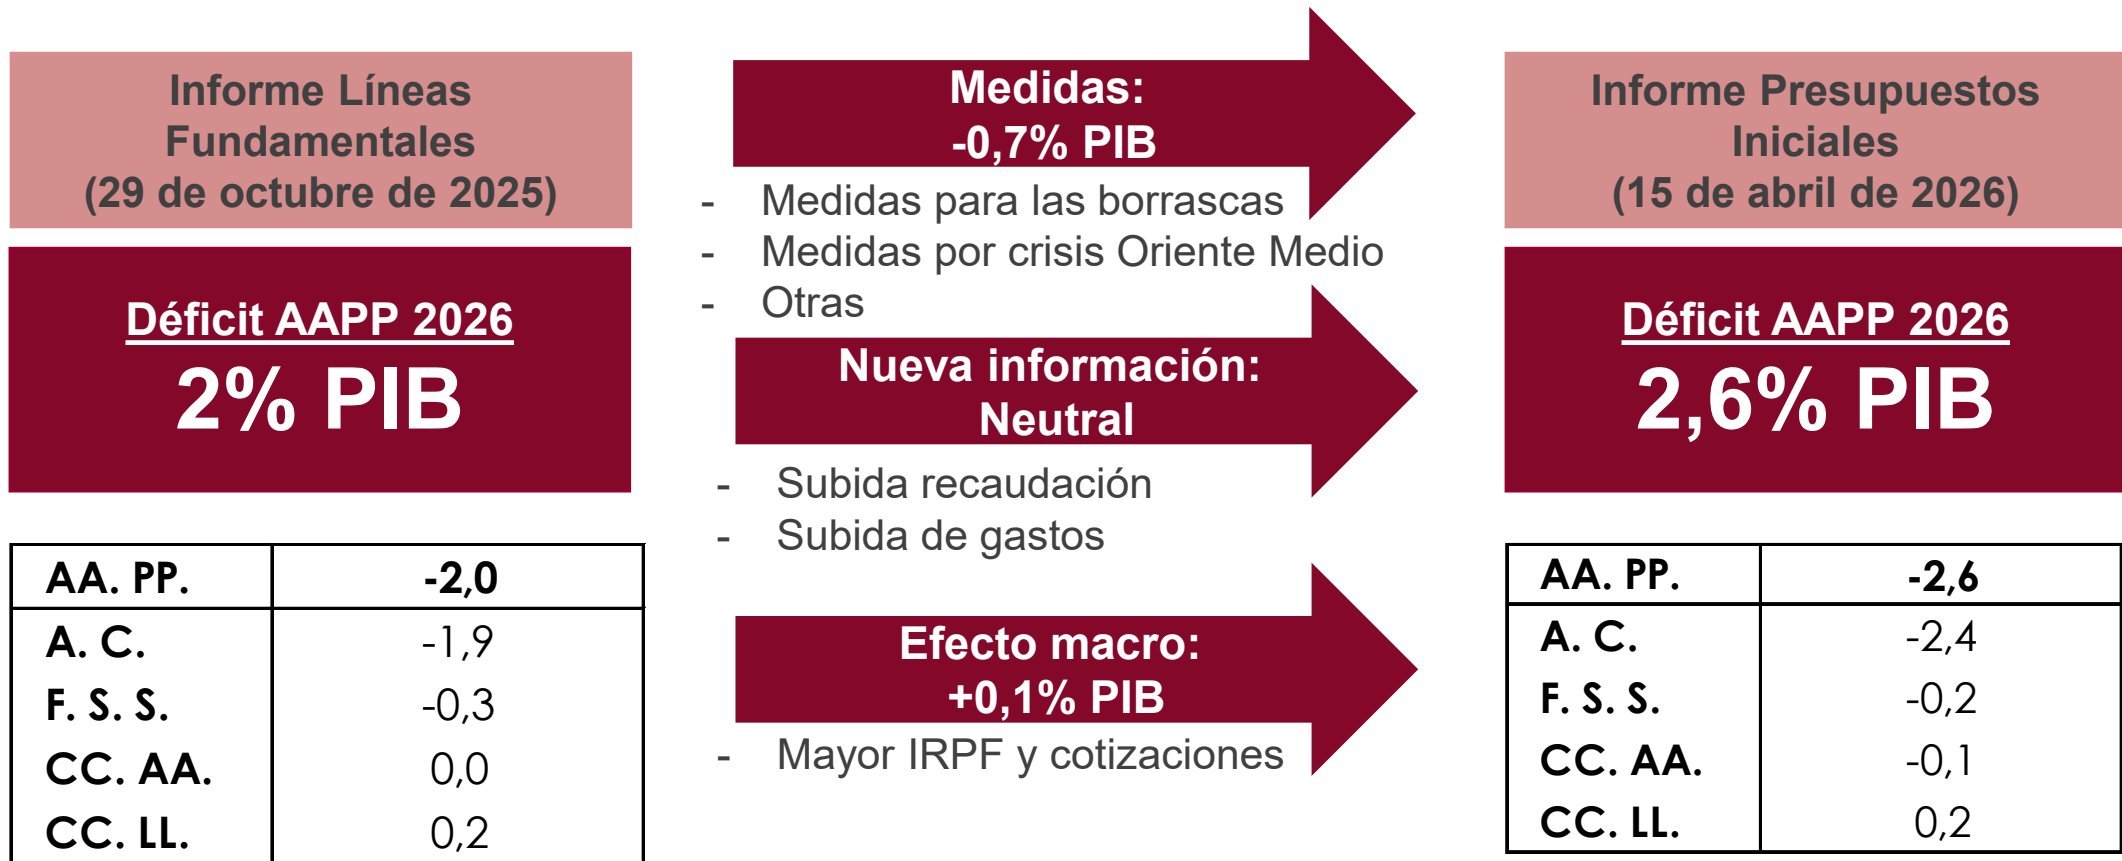 Informe Líneas
Fundamentales
(29 de octubre de 2025)
Déficit AAPP 2026
2% PIB
AA. PP. -2,0
A. C. -1,9
F. S. S. -0,3
CC. AA. 0,0
CC. LL. 0,2
Medidas:
-0,7% PIB
- Medidas para las borrascas
- Medidas por crisis Oriente Medio
- Otras
Nueva información:
Neutral
- Subida recaudación
- Subida de gastos
Efecto macro:
+0,1% PIB
- Mayor IRPF y cotizaciones
Informe Presupuestos
Iniciales
(15 de abril de 2026)
Déficit AAPP 2026
2,6% PIB
AA. PP. -2,6
A. C. -2,4
F. S. S. -0,2
CC. AA. -0,1
CC. LL. 0,2